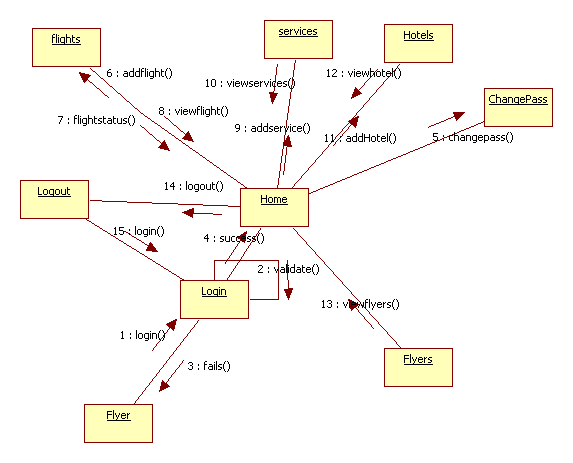 services
flights
Hotels
6 : addflight()
12 : viewhotel()
10 : viewservices()
ChangePass
8 : viewflight()
7 : flightstatus()
9 : addservice()
11 : addHotel()
5 : changepass()
14 : logout()
Logout
Home
15 : login()
4 : success()
2 : validate()
Login
13 : viewflyers()
1 : login()
Flyers
3 : fails()
Flyer